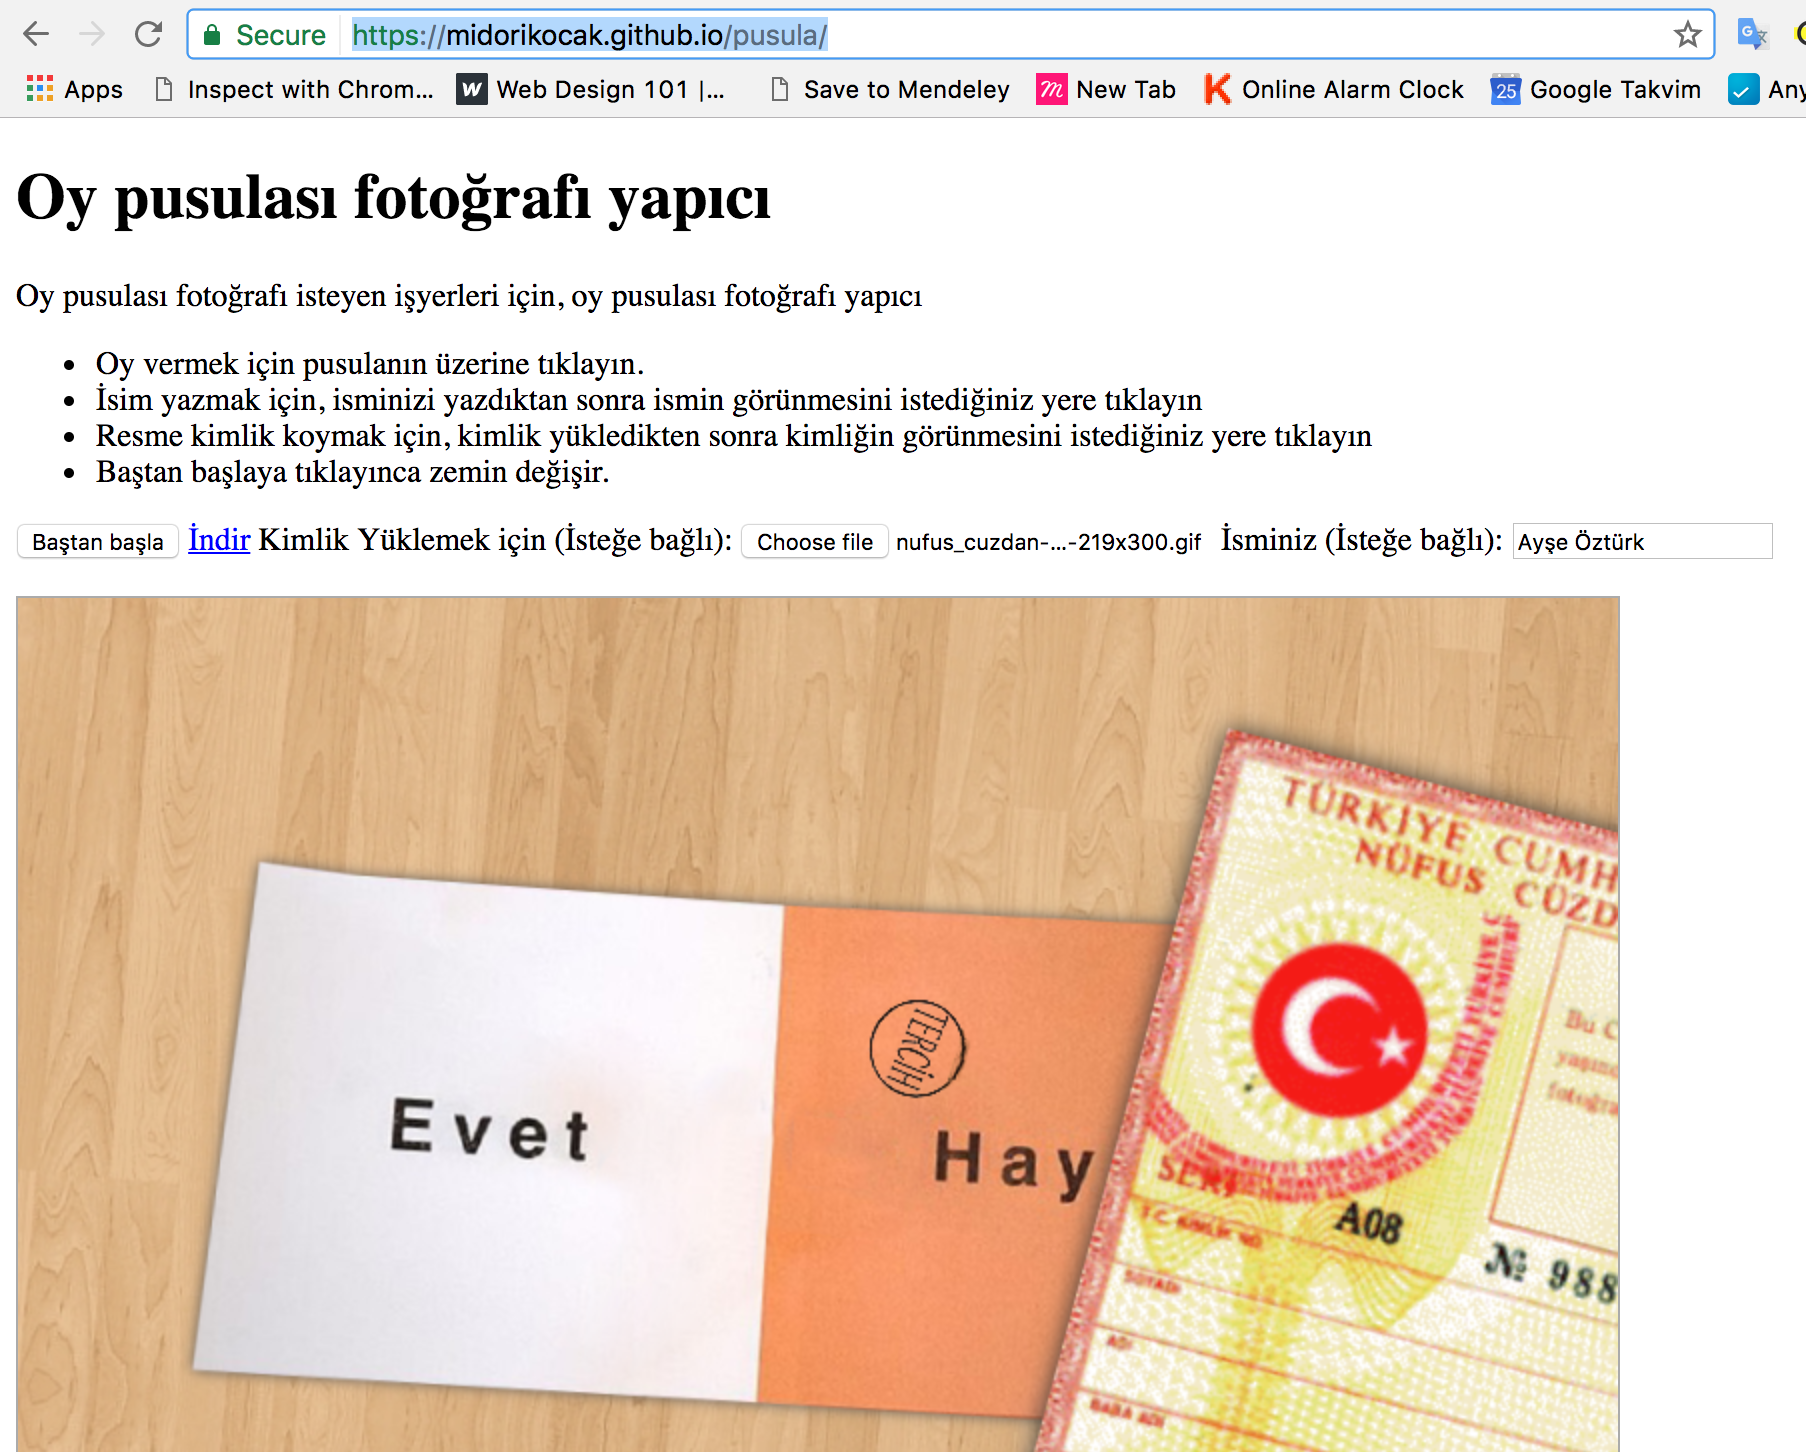 Secure https://midorikocak.github.io/pusula/
Apps Inspect with Chrom... Web Design 101 |... Save to Mendeley New Tab Online Alarm Clock 25 Google Takvim Any
Oy pusulası fotoğrafı yapıcı
Oy pusulası fotoğrafı isteyen işyerleri için, oy pusulası fotoğrafı yapıcı
• Oy vermek için pusulanın üzerine tıklayın.
• İsim yazmak için, isminizi yazdıktan sonra ismin görünmesini istediğiniz yere tıklayın
• Resme kimlik koymak için, kimlik yükledikten sonra kimliğin görünmesini istediğiniz yere tıklayın
• Baştan başlaya tıklayınca zemin değişir.
Baştan başla İndir Kimlik Yüklemek için (İsteğe bağlı): Choose file nufus_cuzdan-...-219x300.gif İsminiz (İsteğe bağlı): Ayşe Öztürk
TÜRKİYE CUMH
NÜFUS CÜZD
TERCİH
Evet
Hay
Bu C
yaşınd
fotoğra
SERİ
A08
№ 988
T.C. KİMLİK NO
SOYADI
ADI
BABA ADI